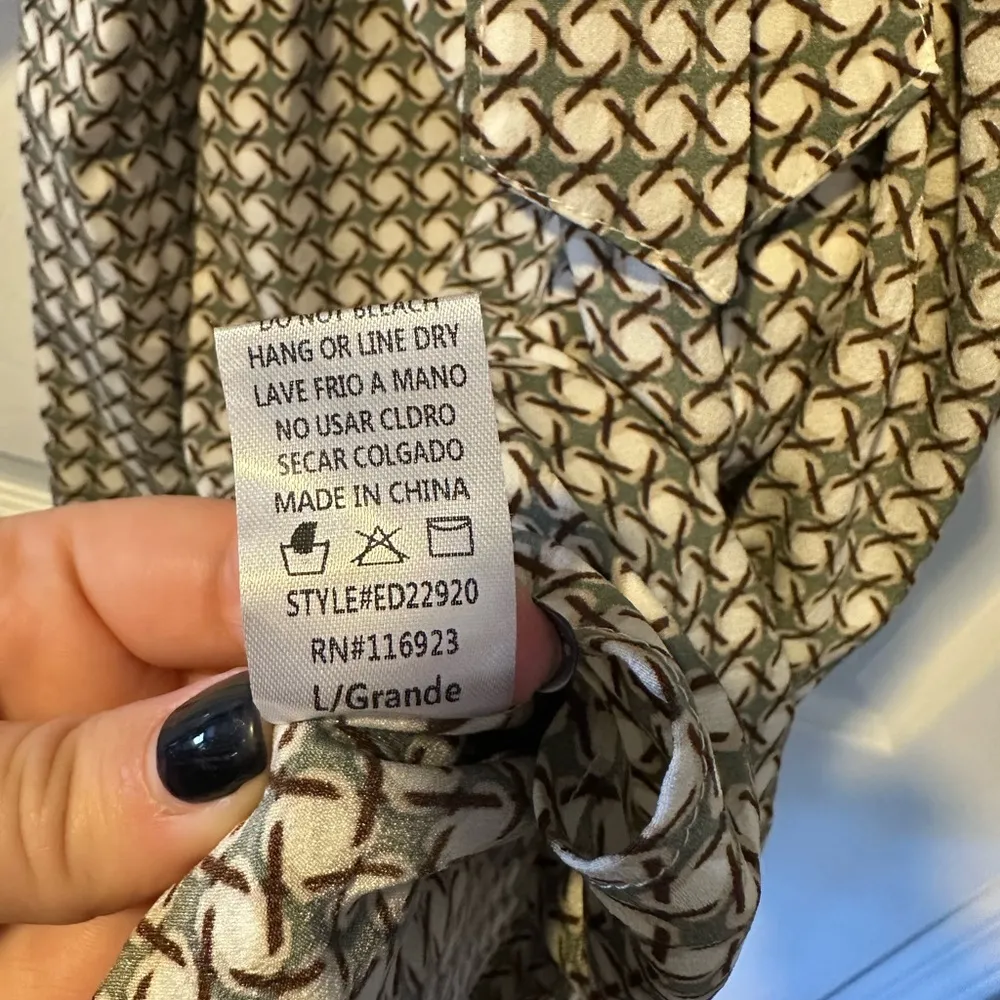 DO NOT BLEACH
HANG OR LINE DRY
LAVE FRIO A MANO
NO USAR CLDRO
SECAR COLGADO
MADE IN CHINA
STYLE#ED22920
RN#116923
L/Grande